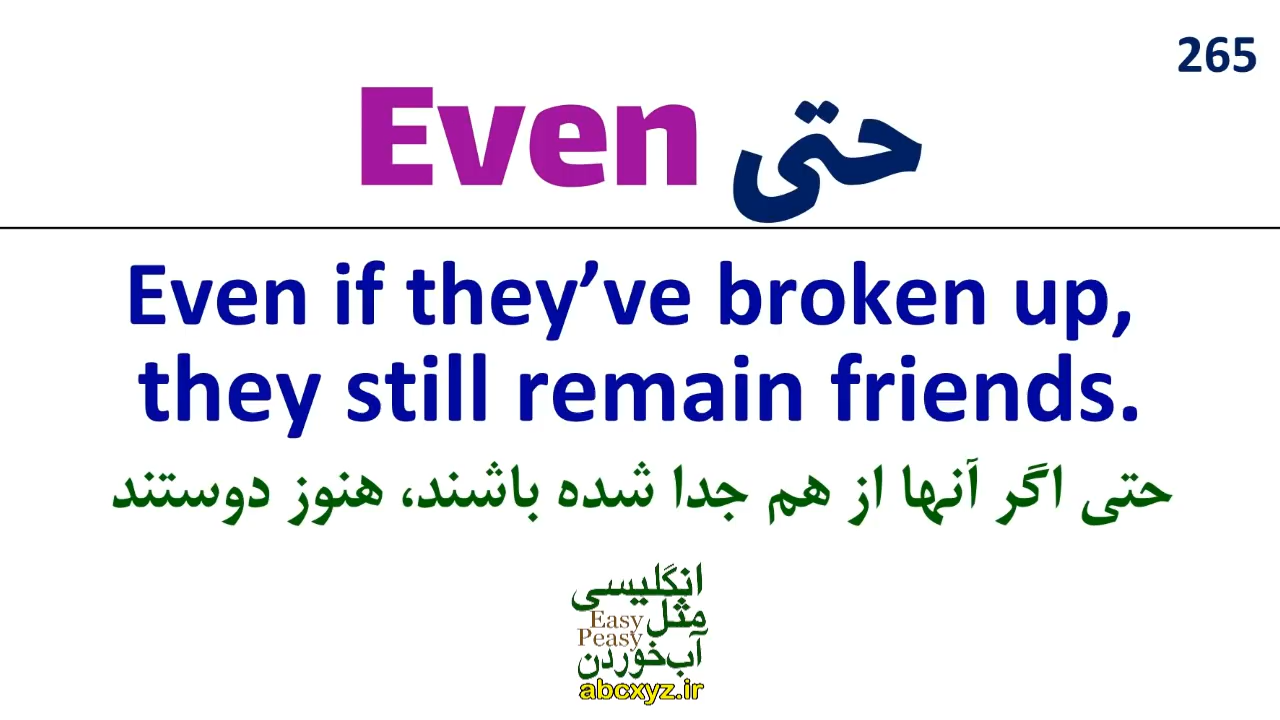 265
Even حتی
Even if they’ve broken up,
they still remain friends.
حتی اگر آنها از هم جدا شده باشند، هنوز دوستند
انگلیسی
مثل
Easy
Peasy
آب‌خوردن
abcxyz.ir